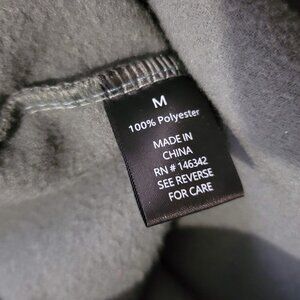 M
100% Polyester
MADE IN
CHINA
RN # 146342
SEE REVERSE
FOR CARE